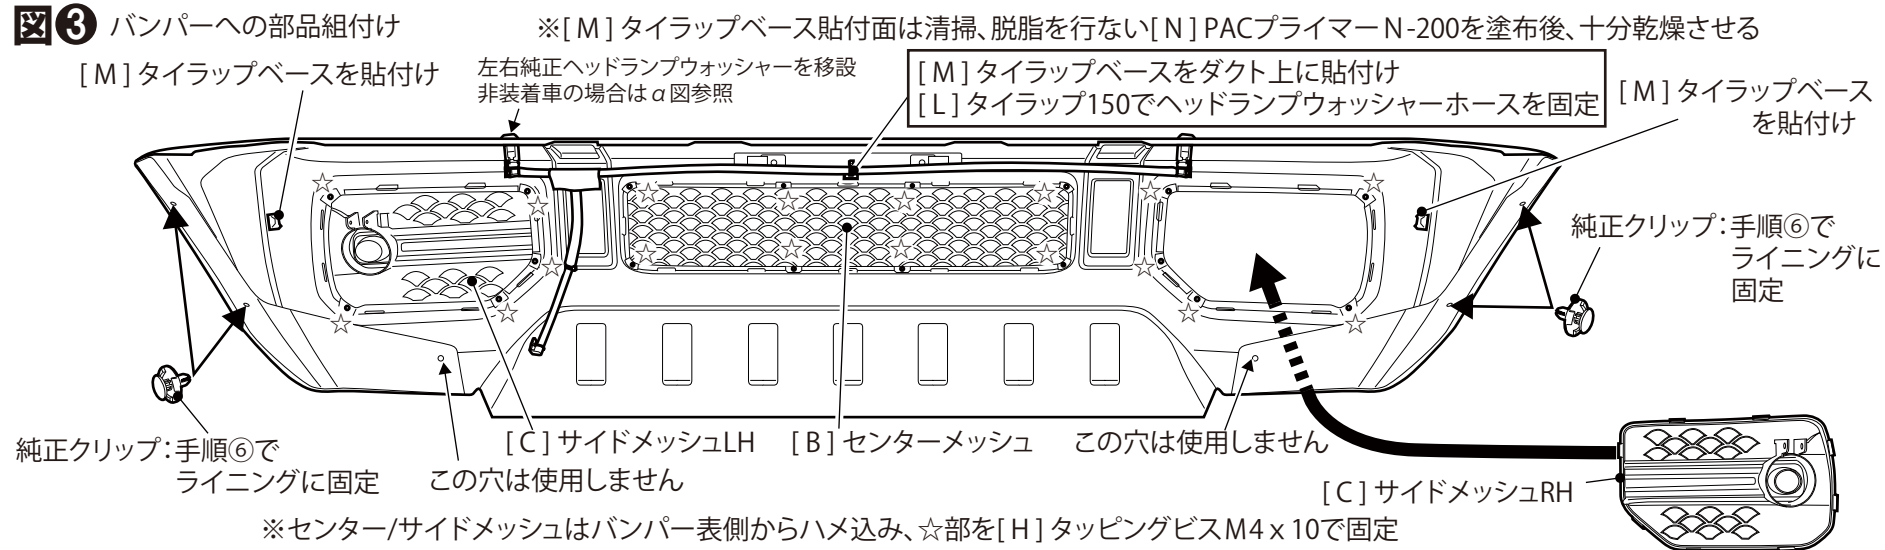 図❸ バンパーへの部品組付け
※[ M ] タイラップベース貼付面は清掃、脱脂を行ない[ N ] PACプライマー N -200を塗布後、十分乾燥させる
[ M ] タイラップベースを貼付け
左右純正ヘッドランプウォッシャーを移設
非装着車の場合は α 図参照
[ M ] タイラップベースをダクト上に貼付け
[ L ] タイラップ150でヘッドランプウォッシャーホースを固定
[ M ] タイラップベース
を貼付け
純正クリップ：手順⑥で
ライニングに
固定
純正クリップ：手順⑥で
ライニングに固定
この穴は使用しません
[ C ] サイドメッシュLH
[ B ] センターメッシュ
この穴は使用しません
[ C ] サイドメッシュRH
※センター/サイドメッシュはバンパー表側からハメ込み、☆部を[ H ] タッピングビスM4 x 10で固定